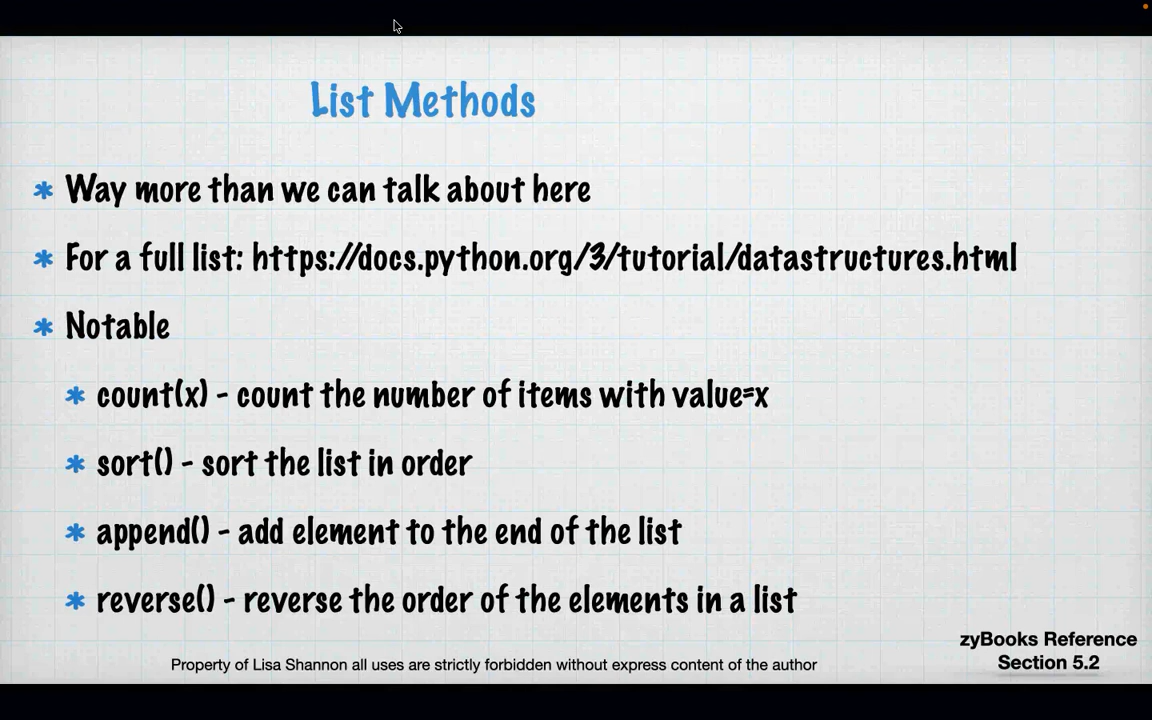 List Methods
Way more than we can talk about here
For a full list: https://docs.python.org/3/tutorial/datastructures.html
Notable
count(x) - count the number of items with value=x
sort() - sort the list in order
append() - add element to the end of the list
reverse() - reverse the order of the elements in a list
zyBooks Reference
Section 5.2
Property of Lisa Shannon all uses are strictly forbidden without express content of the author